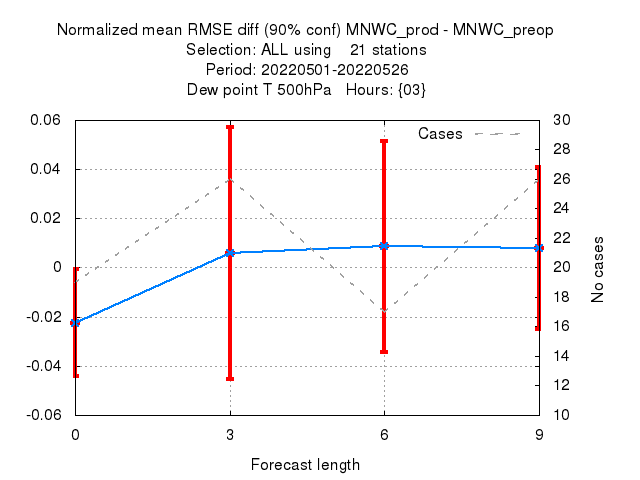 Normalized mean RMSE diff (90% conf) MNWC_prod - MNWC_preop
Selection: ALL using    21 stations
Period: 20220501-20220526
Dew point T 500hPa   Hours: {03}
0.06
0.04
0.02
0
-0.02
-0.04
-0.06
Cases
30
28
26
24
22
20
18
16
14
12
10
No cases
0 3 6 9
Forecast length